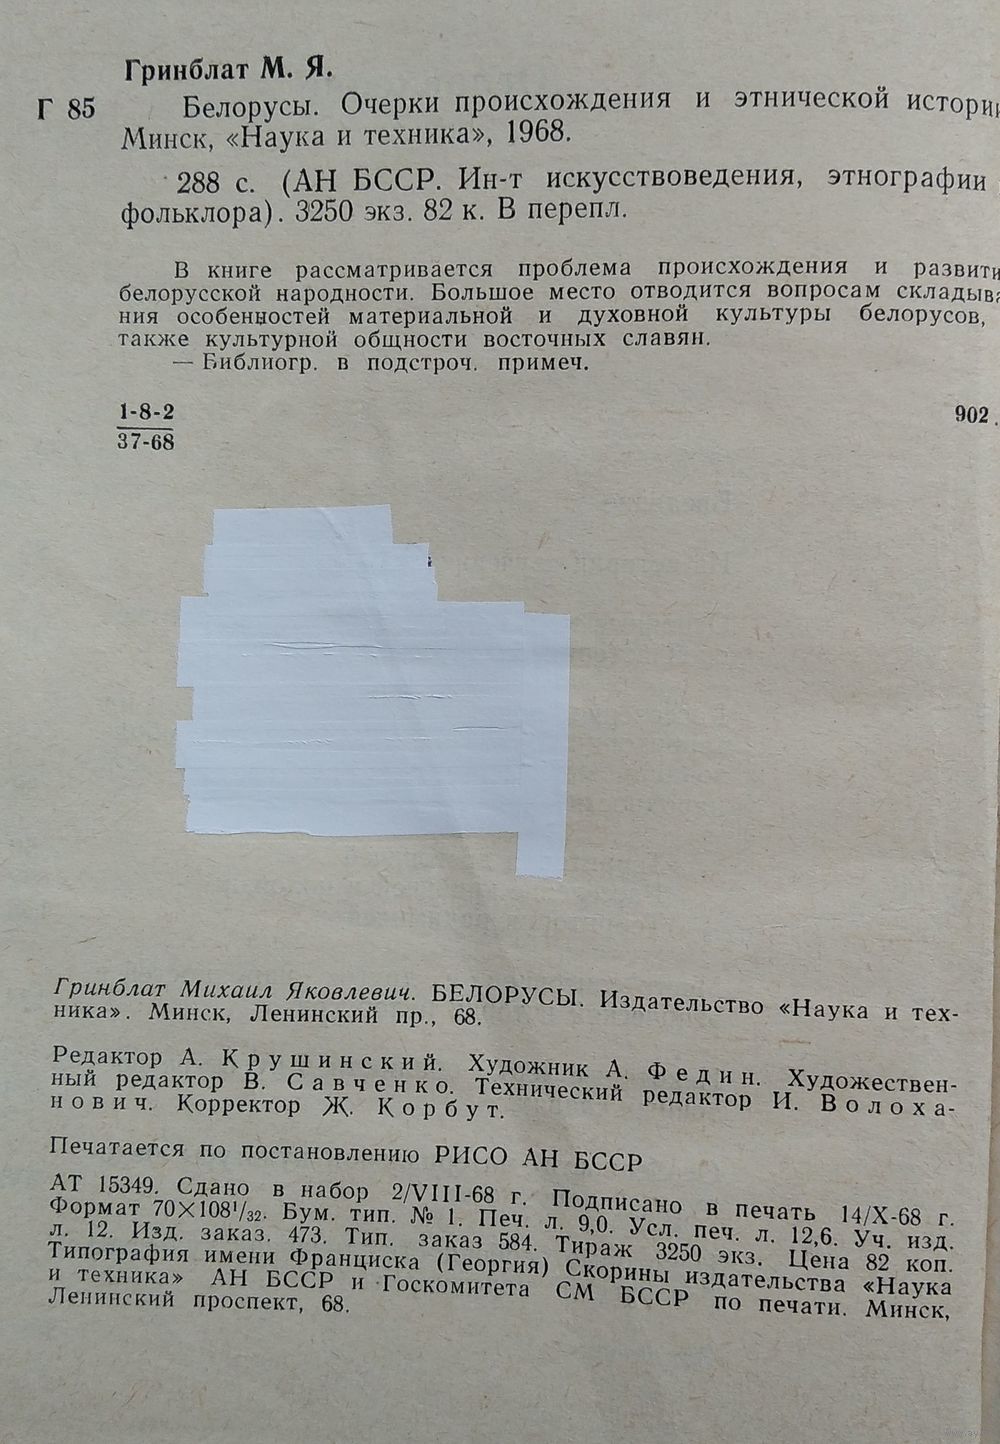 Гринблат М. Я.
Г 85 Белорусы. Очерки происхождения и этнической истори
Минск, «Наука и техника», 1968.
288 с. (АН БССР. Ин-т искусствоведения, этнографии
фольклора). 3250 экз. 82 к. В перепл.
В книге рассматривается проблема происхождения и развити
белорусской народности. Большое место отводится вопросам складыва
ния особенностей материальной и духовной культуры белорусов,
также культурной общности восточных славян.
— Библиогр. в подстроч. примеч.
1-8-2
37-68
902.
Гринблат Михаил Яковлевич. БЕЛОРУСЫ. Издательство «Наука и тех-
ника». Минск, Ленинский пр., 68.
Редактор А. Крушинский. Художник А. Федин. Художествен-
ный редактор В. Савченко. Технический редактор И. Волоха-
нович. Корректор Ж. Корбут.
Печатается по постановлению РИСО АН БССР
АТ 15349. Сдано в набор 2/VIII-68 г. Подписано в печать 14/X-68 г.
Формат 70×108¹/₃₂. Бум. тип. № 1. Печ. л. 9,0. Усл. печ. л. 12,6. Уч. изд.
л. 12. Изд. заказ. 473. Тип. заказ 584. Тираж 3250 экз. Цена 82 коп.
Типография имени Франциска (Георгия) Скорины издательства «Наука
и техника» АН БССР и Госкомитета СМ БССР по печати. Минск,
Ленинский проспект, 68.